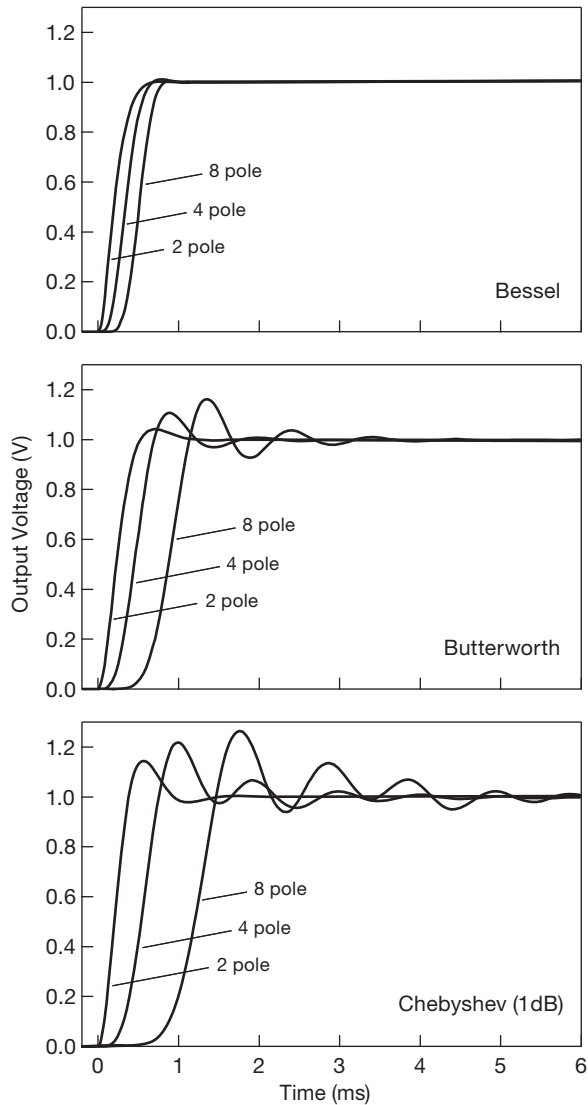 1.2
1.0
0.8
0.6
0.4
0.2
0.0
8 pole
4 pole
2 pole
Bessel
Output Voltage (V)
1.2
1.0
0.8
0.6
0.4
0.2
0.0
8 pole
4 pole
2 pole
Butterworth
1.2
1.0
0.8
0.6
0.4
0.2
0.0
8 pole
4 pole
2 pole
Chebyshev (1dB)
0 1 2 3 4 5 6
Time (ms)